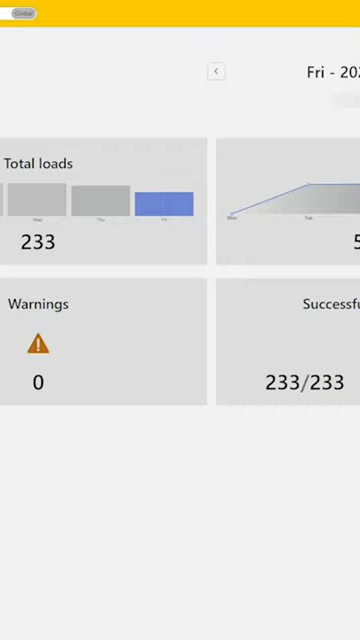 Global
Fri - 202
Total loads
Wed
Thu
Fri
Mon
Tue
233
5
Warnings
Successfu
0
233/233